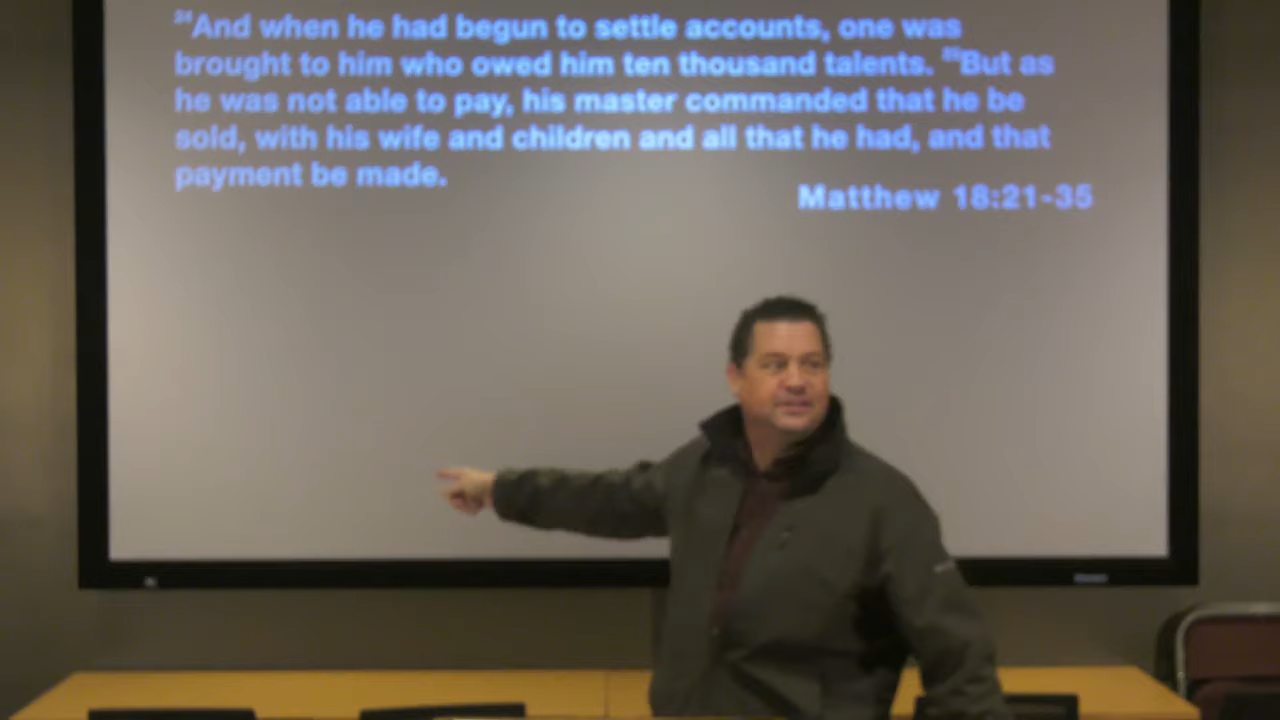 ²⁴And when he had begun to settle accounts, one was
brought to him who owed him ten thousand talents. ²⁵But as
he was not able to pay, his master commanded that he be
sold, with his wife and children and all that he had, and that
payment be made.
Matthew 18:21-35